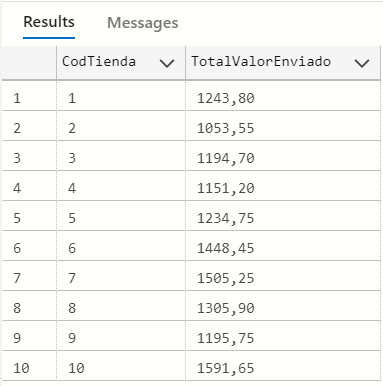 Results Messages
CodTienda TotalValorEnviado
1 1 1243,80
2 2 1053,55
3 3 1194,70
4 4 1151,20
5 5 1234,75
6 6 1448,45
7 7 1505,25
8 8 1305,90
9 9 1195,75
10 10 1591,65